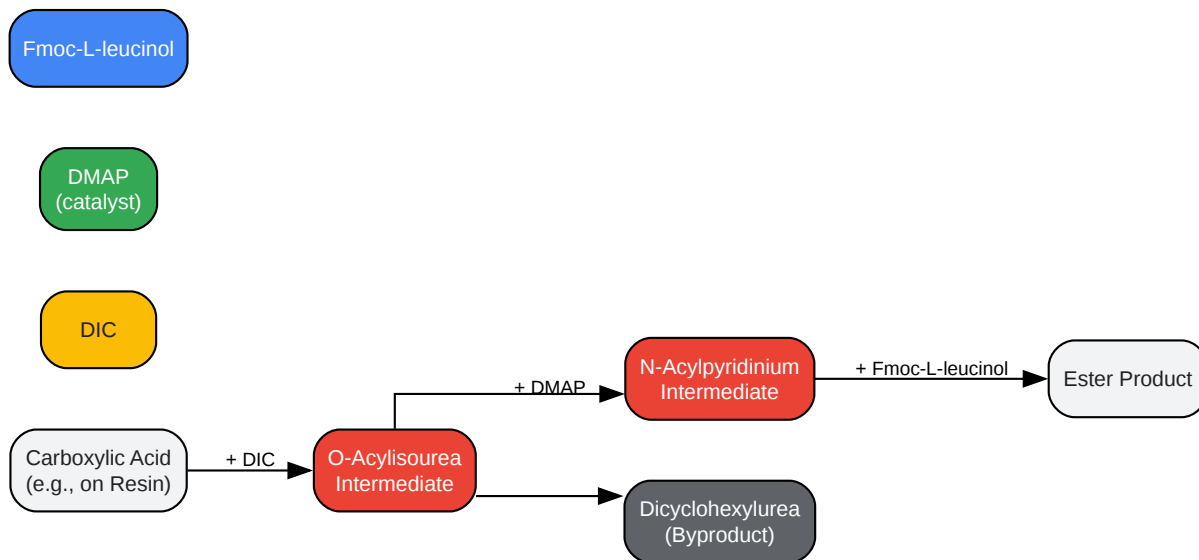 Fmoc-L-leucinol
DMAP
(catalyst)
DIC
Carboxylic Acid
(e.g., on Resin)
+ DIC
O-Acylisourea
Intermediate
+ DMAP
N-Acylpyridinium
Intermediate
+ Fmoc-L-leucinol
Ester Product
Dicyclohexylurea
(Byproduct)